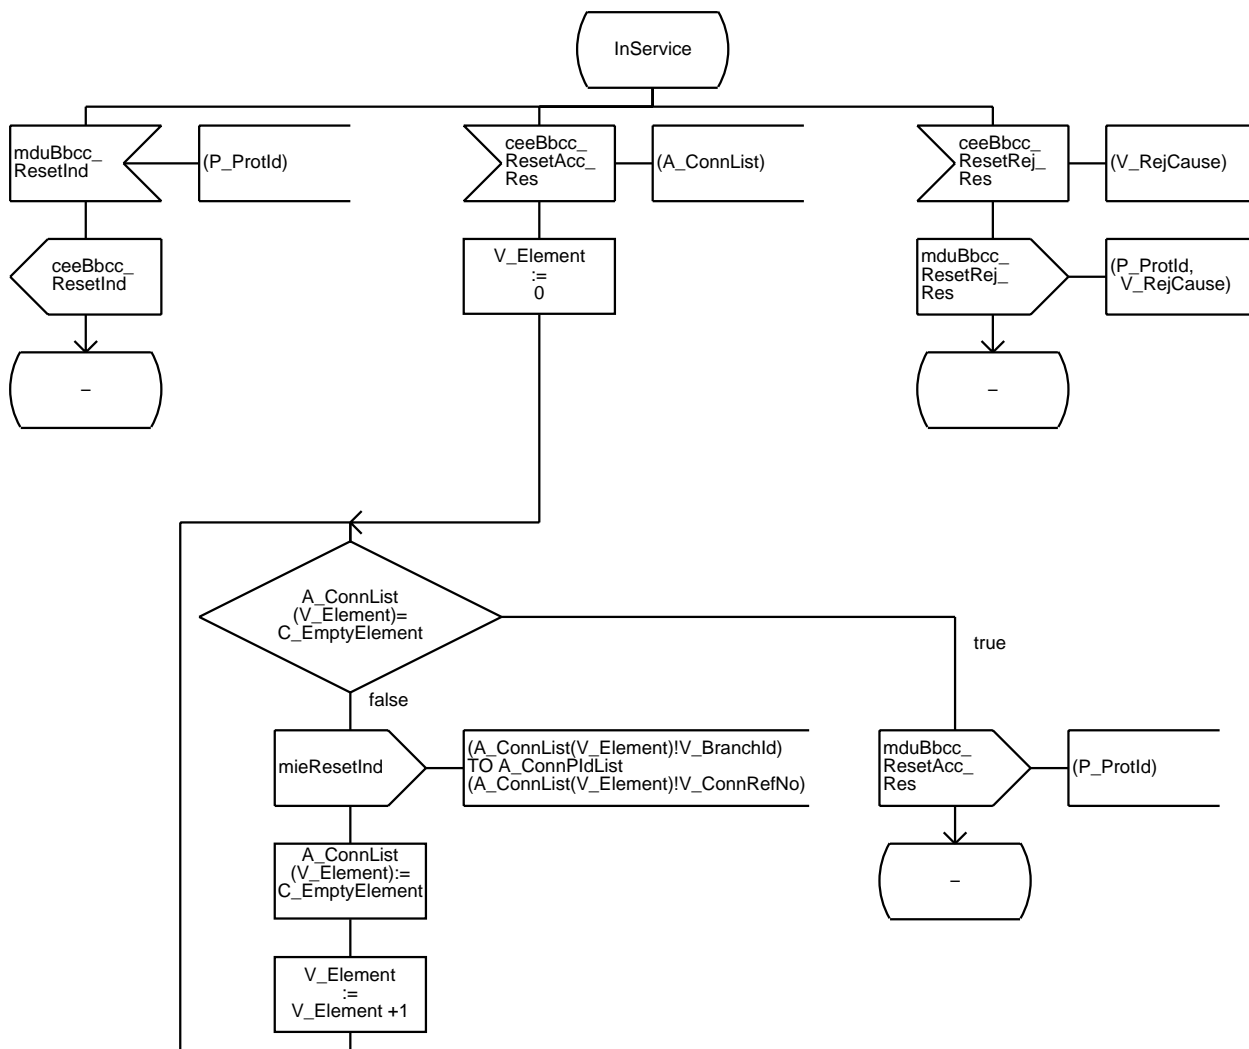 InService
mduBbcc_
ResetInd
(P_ProtId)
ceeBbcc_
ResetAcc_
Res
(A_ConnList)
ceeBbcc_
ResetRej_
Res
(V_RejCause)
ceeBbcc_
ResetInd
V_Element
:=
0
mduBbcc_
ResetRej_
Res
(P_ProtId,
V_RejCause)
–
–
A_ConnList
(V_Element)=
C_EmptyElement
true
false
mieResetInd
(A_ConnList(V_Element)!V_BranchId)
TO A_ConnPIdList
(A_ConnList(V_Element)!V_ConnRefNo)
mduBbcc_
ResetAcc_
Res
(P_ProtId)
A_ConnList
(V_Element):=
C_EmptyElement
–
V_Element
:=
V_Element +1